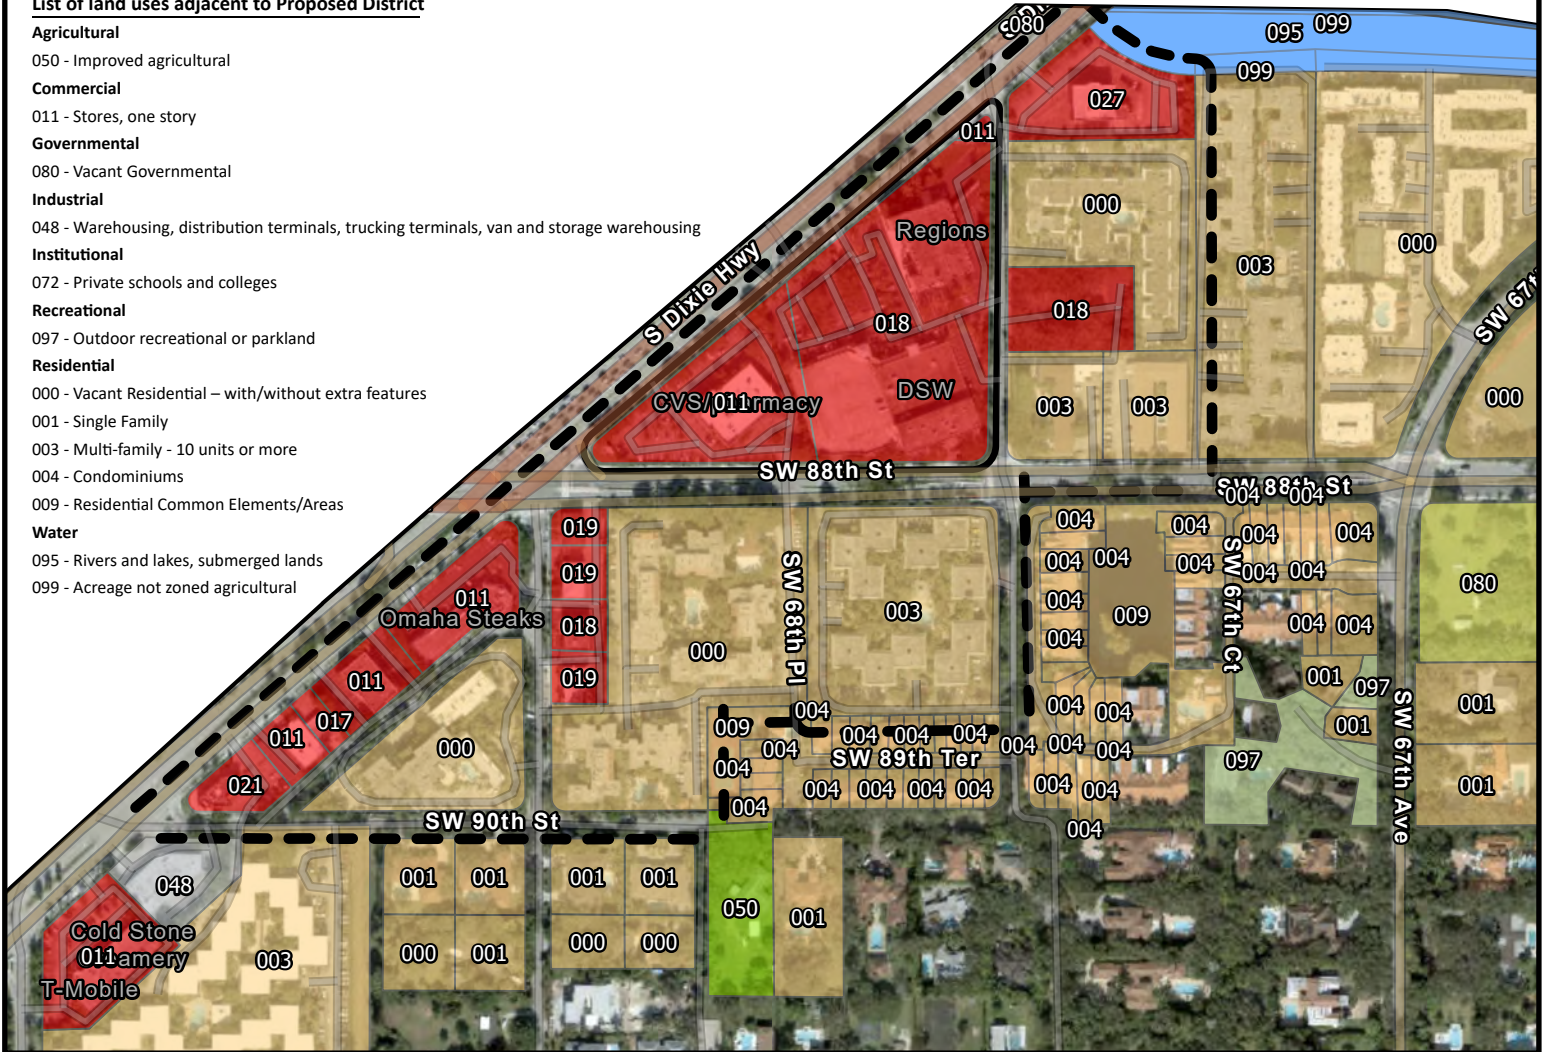 List of land uses adjacent to Proposed District
Agricultural
050 - Improved agricultural
Commercial
011 - Stores, one story
Governmental
080 - Vacant Governmental
Industrial
048 - Warehousing, distribution terminals, trucking terminals, van and storage warehousing
Institutional
072 - Private schools and colleges
Recreational
097 - Outdoor recreational or parkland
Residential
000 - Vacant Residential – with/without extra features
001 - Single Family
003 - Multi-family - 10 units or more
004 - Condominiums
009 - Residential Common Elements/Areas
Water
095 - Rivers and lakes, submerged lands
099 - Acreage not zoned agricultural
080
095
099
099
027
011
000
Regions
003
000
S Dixie Hwy
018
018
SW 67th
000
CVS/pharmacy
011
DSW
003
003
SW 88th St
SW 88th St
004
004
019
004
004
004
004
019
004
004
004
004
004
080
Omaha Steaks
011
018
000
SW 68th Pl
003
004
004
009
SW 67th Ct
004
004
019
001
097
001
011
017
011
021
000
009
004
004
004
004
004
004
004
001
SW 67th Ave
004
004
SW 89th Ter
004
004
004
097
001
004
004
004
004
004
004
004
004
SW 90th St
004
048
001
001
001
001
050
001
Cold Stone
011
T-Mobile
003
000
001
000
000